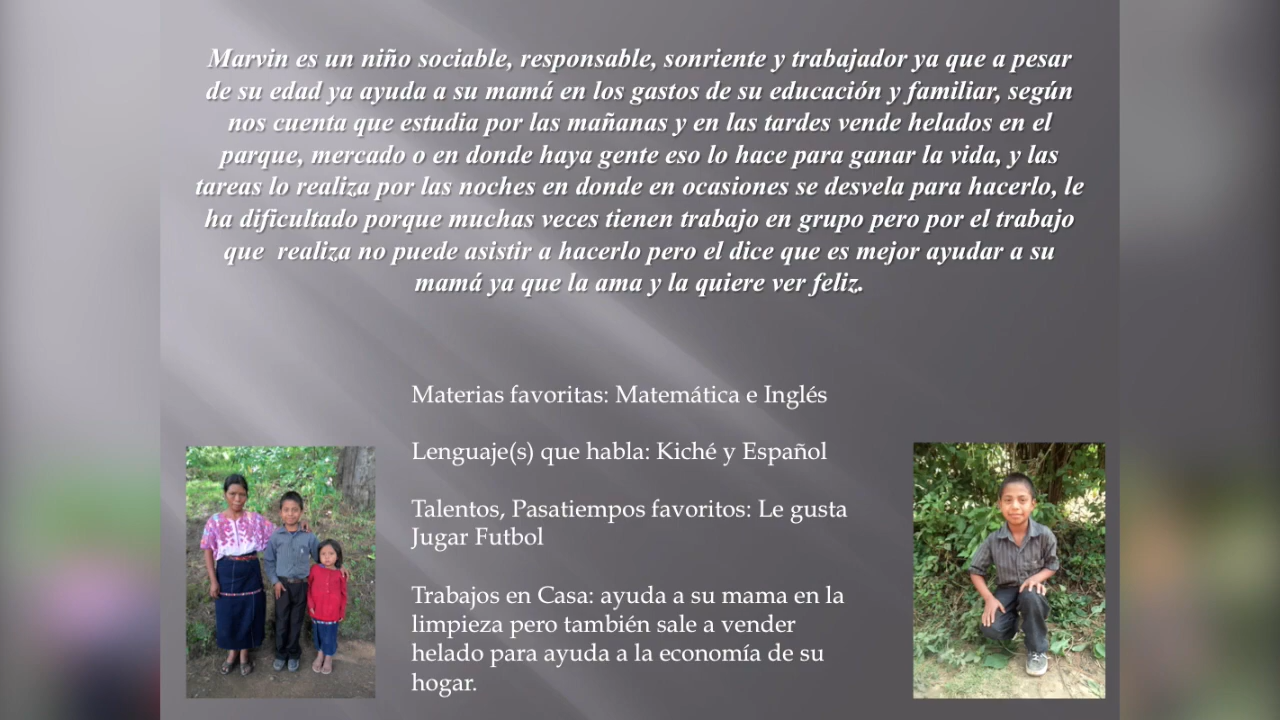 Marvin es un niño sociable, responsable, sonriente y trabajador ya que a pesar
de su edad ya ayuda a su mamá en los gastos de su educación y familiar, según
nos cuenta que estudia por las mañanas y en las tardes vende helados en el
parque, mercado o en donde haya gente eso lo hace para ganar la vida, y las
tareas lo realiza por las noches en donde en ocasiones se desvela para hacerlo, le
ha dificultado porque muchas veces tienen trabajo en grupo pero por el trabajo
que  realiza no puede asistir a hacerlo pero el dice que es mejor ayudar a su
mamá ya que la ama y la quiere ver feliz.
Materias favoritas: Matemática e Inglés
Lenguaje(s) que habla: Kiché y Español
Talentos, Pasatiempos favoritos: Le gusta
Jugar Futbol
Trabajos en Casa: ayuda a su mama en la
limpieza pero también sale a vender
helado para ayuda a la economía de su
hogar.